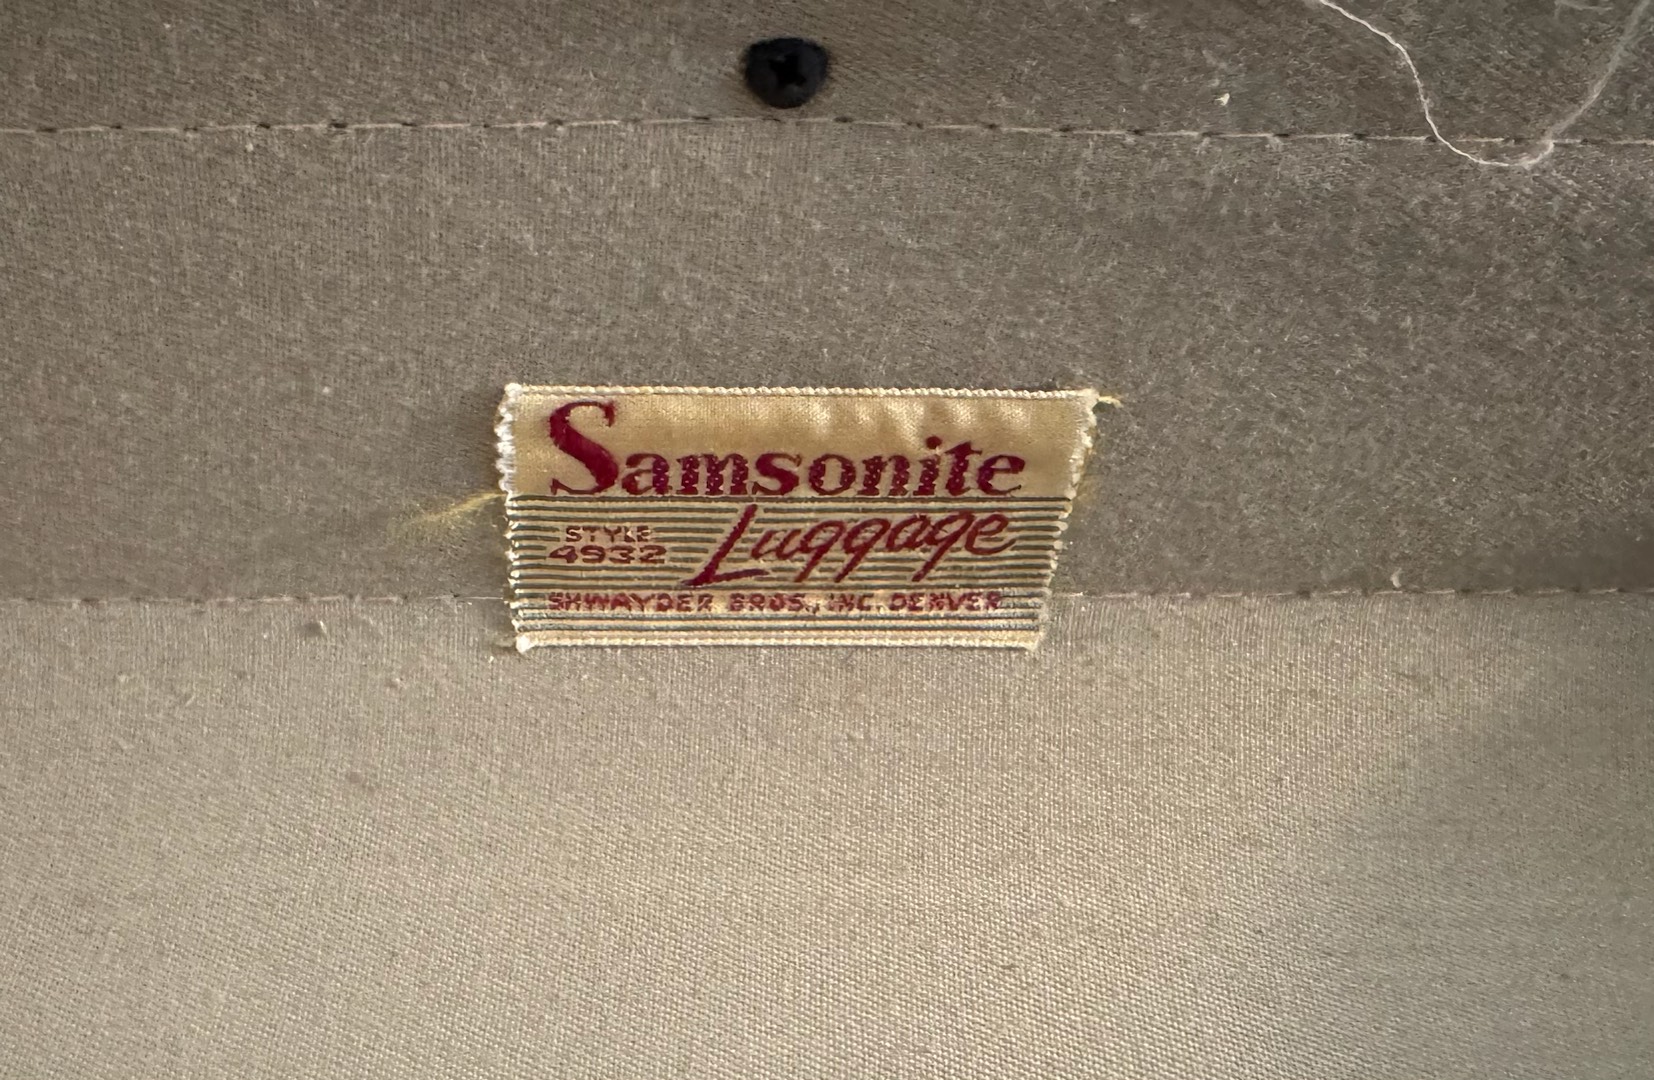 Samsonite
STYLE
4932 Luggage
SHWAYDER BROS., INC. DENVER